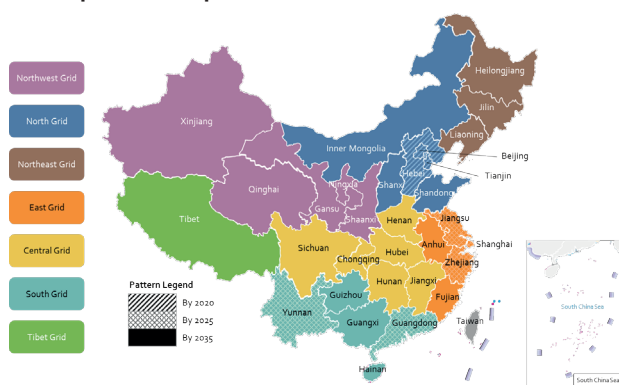 Northwest Grid
North Grid
Northeast Grid
East Grid
Central Grid
South Grid
Tibet Grid
Heilongjiang
Jilin
Liaoning
Xinjiang
Inner Mongolia
Beijing
Tianjin
Hebei
Ningxia
Shanxi
Shandong
Qinghai
Gansu
Shaanxi
Tibet
Henan
Jiangsu
Anhui
Shanghai
Sichuan
Hubei
Chongqing
Zhejiang
Hunan
Jiangxi
Fujian
Guizhou
Yunnan
Guangxi
Guangdong
Taiwan
Hainan
Pattern Legend
By 2020
By 2025
By 2035
South China Sea
South China Sea